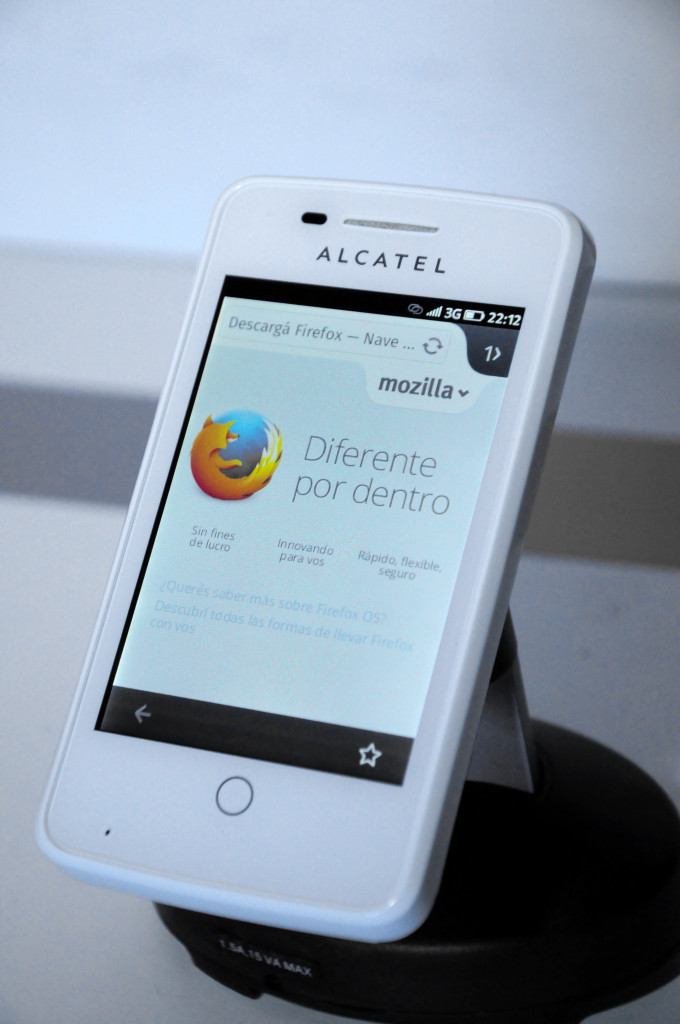 ALCATEL
3G 22:12
Descargá Firefox — Nave ...
1>
mozilla
Diferente
por dentro
Sin fines
de lucro
Innovando
para vos
Rápido, flexible,
seguro
¿Querés saber más sobre Firefox OS?
Descubrí todas las formas de llevar Firefox
con vos
1.5A,15 VA MAX